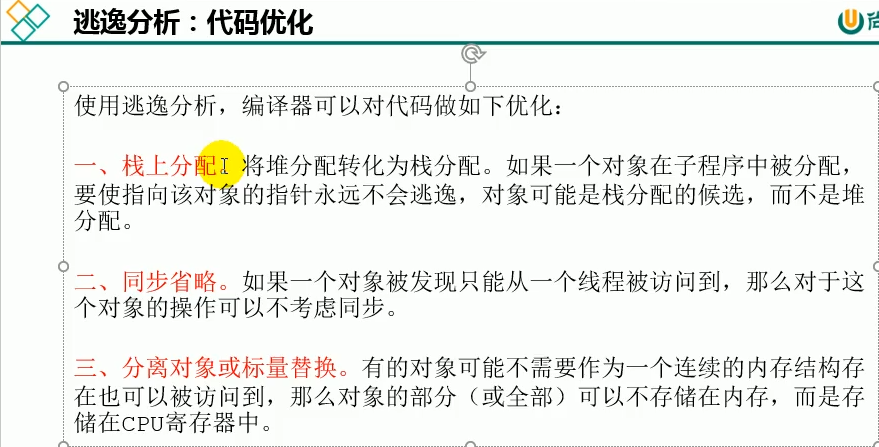 逃逸分析：代码优化
使用逃逸分析，编译器可以对代码做如下优化：
一、栈上分配。将堆分配转化为栈分配。如果一个对象在子程序中被分配，
要使指向该对象的指针永远不会逃逸，对象可能是栈分配的候选，而不是堆
分配。
二、同步省略。如果一个对象被发现只能从一个线程被访问到，那么对于这
个对象的操作可以不考虑同步。
三、分离对象或标量替换。有的对象可能不需要作为一个连续的内存结构存
在也可以被访问到，那么对象的部分（或全部）可以不存储在内存，而是存
储在CPU寄存器中。